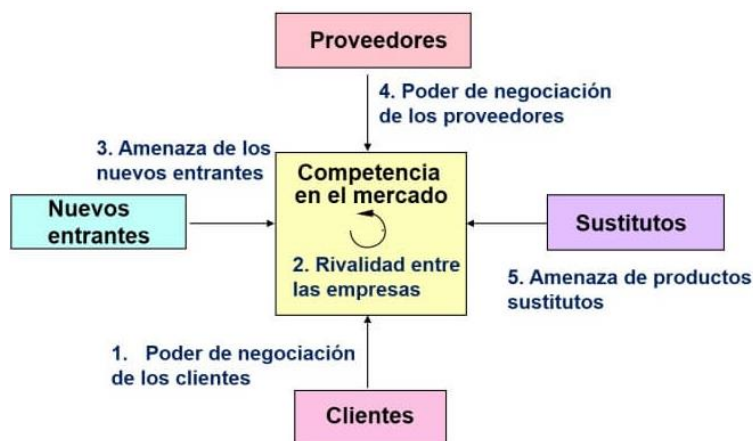 Proveedores
4. Poder de negociación
de los proveedores
3. Amenaza de los
nuevos entrantes
Competencia
en el mercado
Nuevos
entrantes
Sustitutos
2. Rivalidad entre
las empresas
5. Amenaza de productos
sustitutos
1. Poder de negociación
de los clientes
Clientes